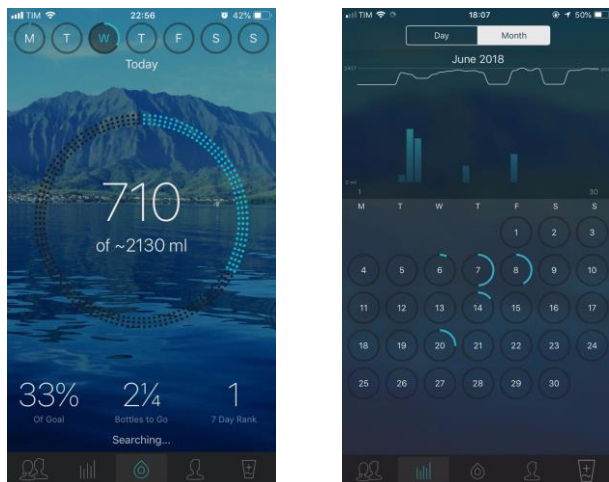 TIM 22:56 42%
M T W T F S S
Today
710
of ~2130 ml
33% 2¼ 1
Of Goal Bottles to Go 7 Day Rank
Searching...
TIM 18:07 50%
Day Month
June 2018
0 ml
1 30
M T W T F S S
1 2 3
4 5 6 7 8 9 10
11 12 13 14 15 16 17
18 19 20 21 22 23 24
25 26 27 28 29 30